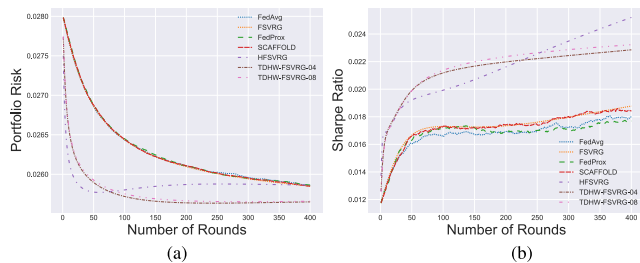 0.0280
0.0275
0.0270
0.0265
0.0260
Portfolio Risk
0 50 100 150 200 250 300 350 400
Number of Rounds
FedAvg
FSVRG
FedProx
SCAFFOLD
HFSVRG
TDHW-FSVRG-04
TDHW-FSVRG-08
(a)
0.024
0.022
0.020
0.018
0.016
0.014
0.012
Sharpe Ratio
0 50 100 150 200 250 300 350 400
Number of Rounds
FedAvg
FSVRG
FedProx
SCAFFOLD
HFSVRG
TDHW-FSVRG-04
TDHW-FSVRG-08
(b)